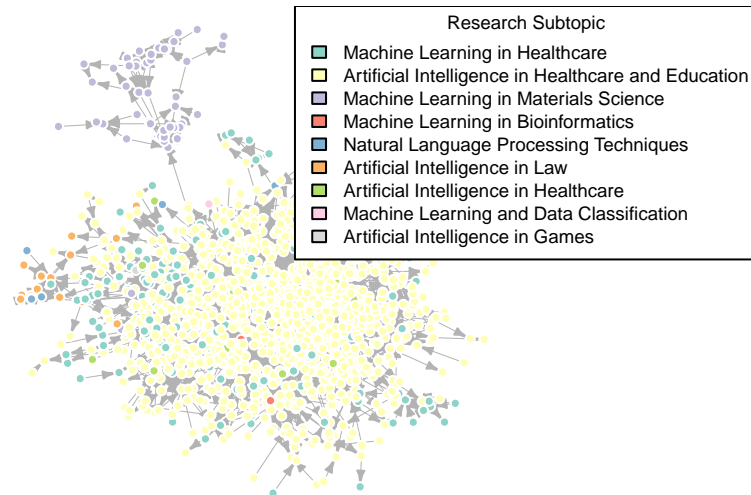 Research Subtopic
Machine Learning in Healthcare
Artificial Intelligence in Healthcare and Education
Machine Learning in Materials Science
Machine Learning in Bioinformatics
Natural Language Processing Techniques
Artificial Intelligence in Law
Artificial Intelligence in Healthcare
Machine Learning and Data Classification
Artificial Intelligence in Games